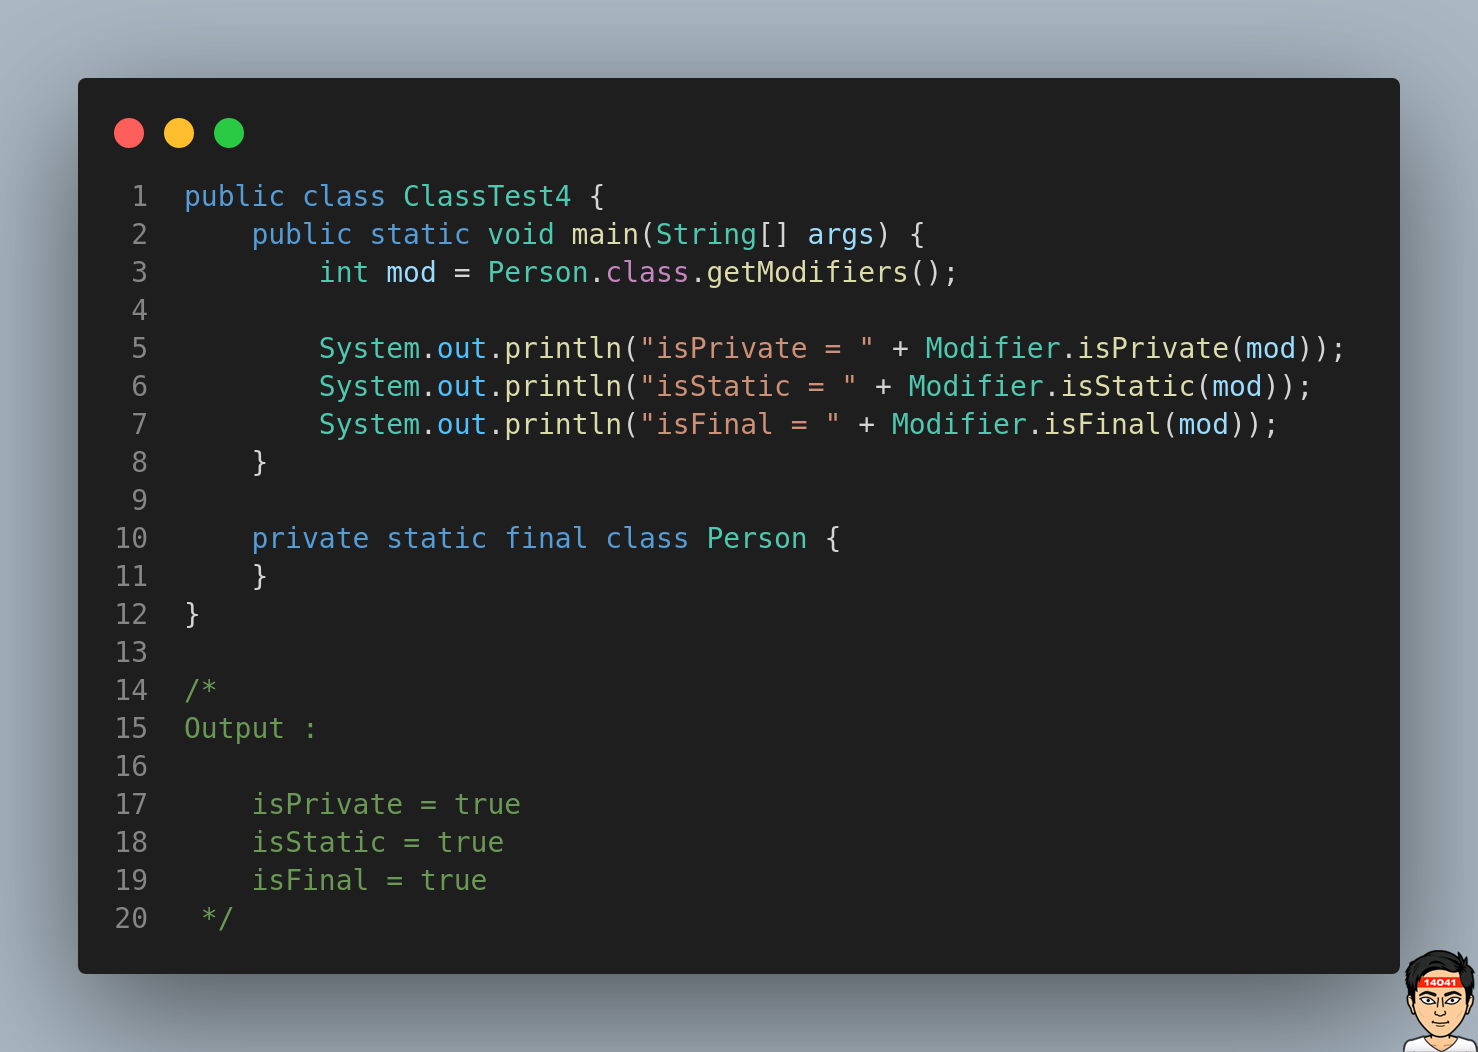 1 public class ClassTest4 {
2     public static void main(String[] args) {
3         int mod = Person.class.getModifiers();
4
5         System.out.println("isPrivate = " + Modifier.isPrivate(mod));
6         System.out.println("isStatic = " + Modifier.isStatic(mod));
7         System.out.println("isFinal = " + Modifier.isFinal(mod));
8     }
9
10     private static final class Person {
11     }
12 }
13
14 /*
15 Output :
16
17     isPrivate = true
18     isStatic = true
19     isFinal = true
20  */
14041